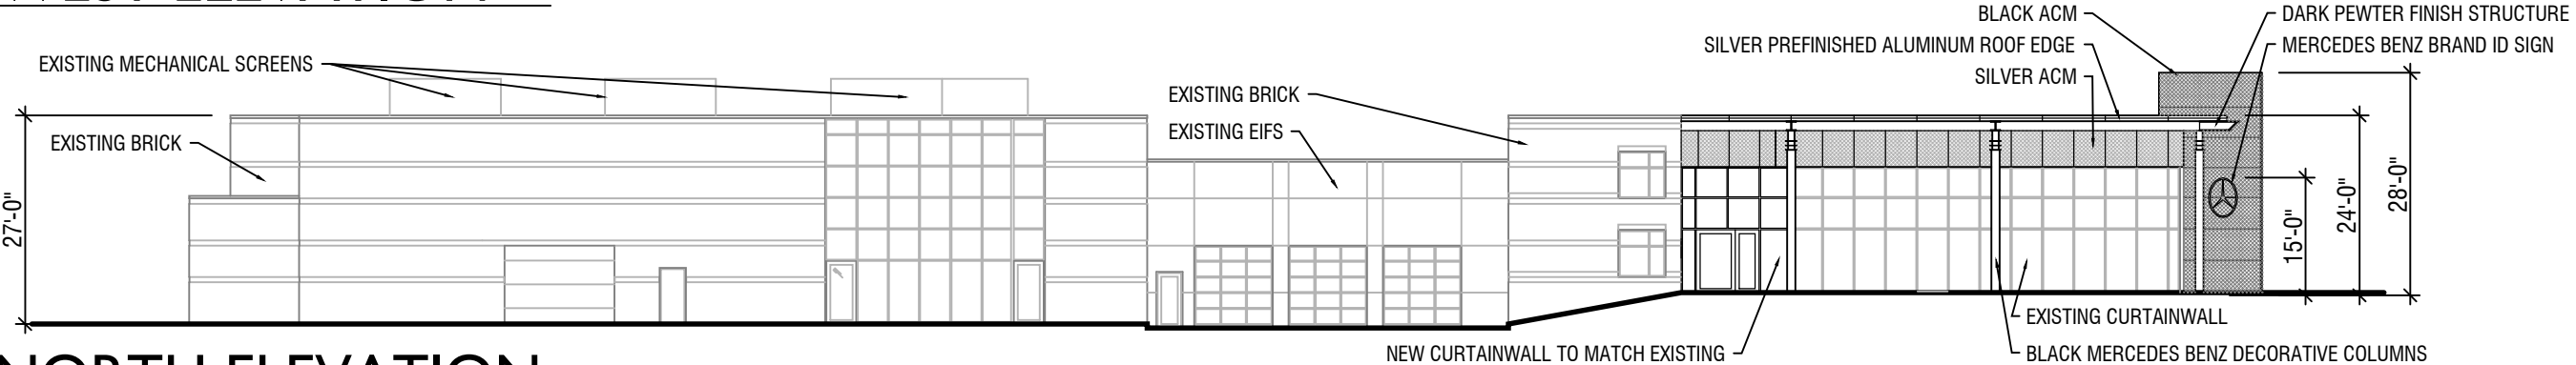 WEST ELEVATION
BLACK ACM
DARK PEWTER FINISH STRUCTURE
SILVER PREFINISHED ALUMINUM ROOF EDGE
MERCEDES BENZ BRAND ID SIGN
EXISTING MECHANICAL SCREENS
SILVER ACM
EXISTING BRICK
EXISTING BRICK
EXISTING EIFS
27'-0"
15'-0"
24'-0"
28'-0"
EXISTING CURTAINWALL
NEW CURTAINWALL TO MATCH EXISTING
BLACK MERCEDES BENZ DECORATIVE COLUMNS
NORTH ELEVATION